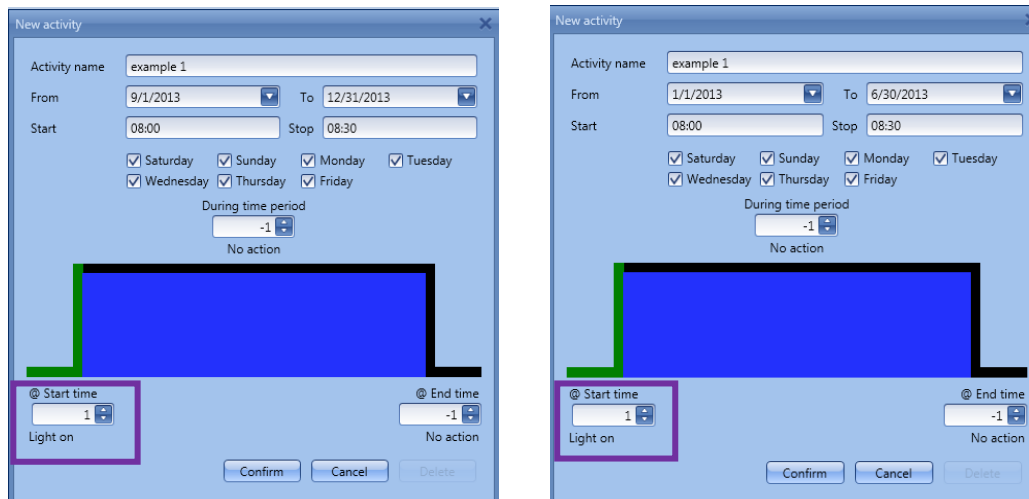 New activity
Activity name example 1
From 9/1/2013 To 12/31/2013
Start 08:00 Stop 08:30
Saturday Sunday Monday Tuesday
Wednesday Thursday Friday
During time period
-1
No action
@ Start time @ End time
1 -1
Light on No action
Confirm Cancel Delete
New activity
Activity name example 1
From 1/1/2013 To 6/30/2013
Start 08:00 Stop 08:30
Saturday Sunday Monday Tuesday
Wednesday Thursday Friday
During time period
-1
No action
@ Start time @ End time
1 -1
Light on No action
Confirm Cancel Delete